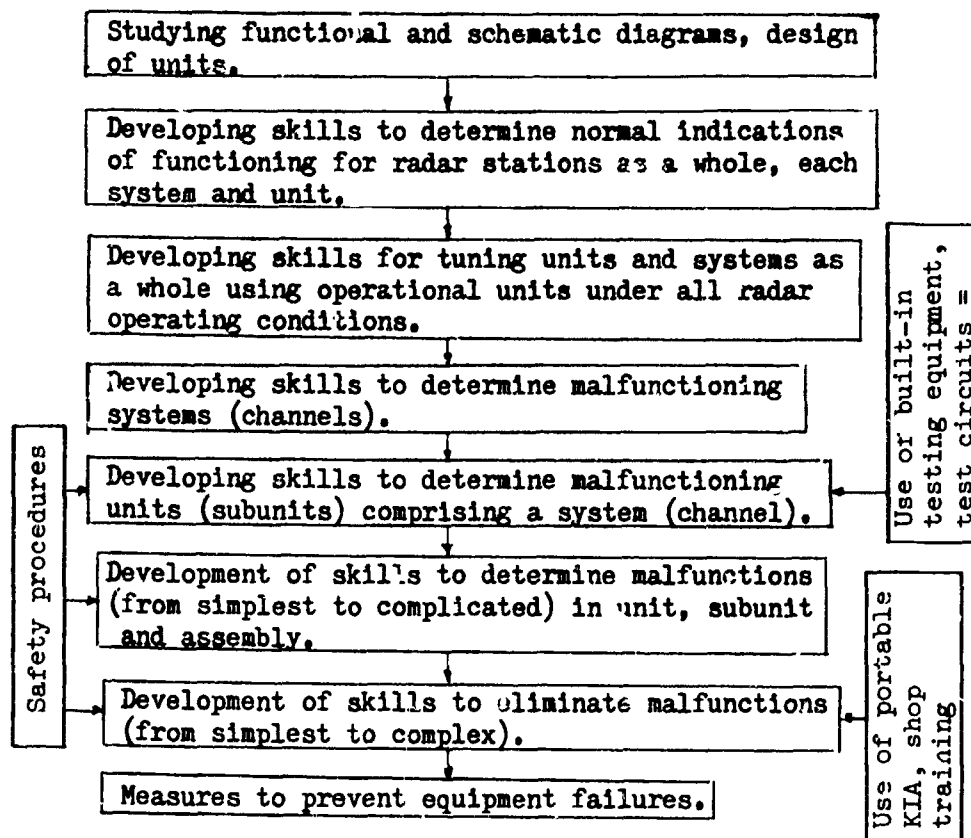 Studying functional and schematic diagrams, design
of units.
Developing skills to determine normal indications
of functioning for radar stations as a whole, each
system and unit.
Developing skills for tuning units and systems as
a whole using operational units under all radar
operating conditions.
Developing skills to determine malfunctioning
systems (channels).
Developing skills to determine malfunctioning
units (subunits) comprising a system (channel).
Development of skills to determine malfunctions
(from simplest to complicated) in unit, subunit
and assembly.
Development of skills to eliminate malfunctions
(from simplest to complex).
Measures to prevent equipment failures.
Safety procedures
Use or built-in
testing equipment,
test circuits =
Use of portable
KIA, shop
training